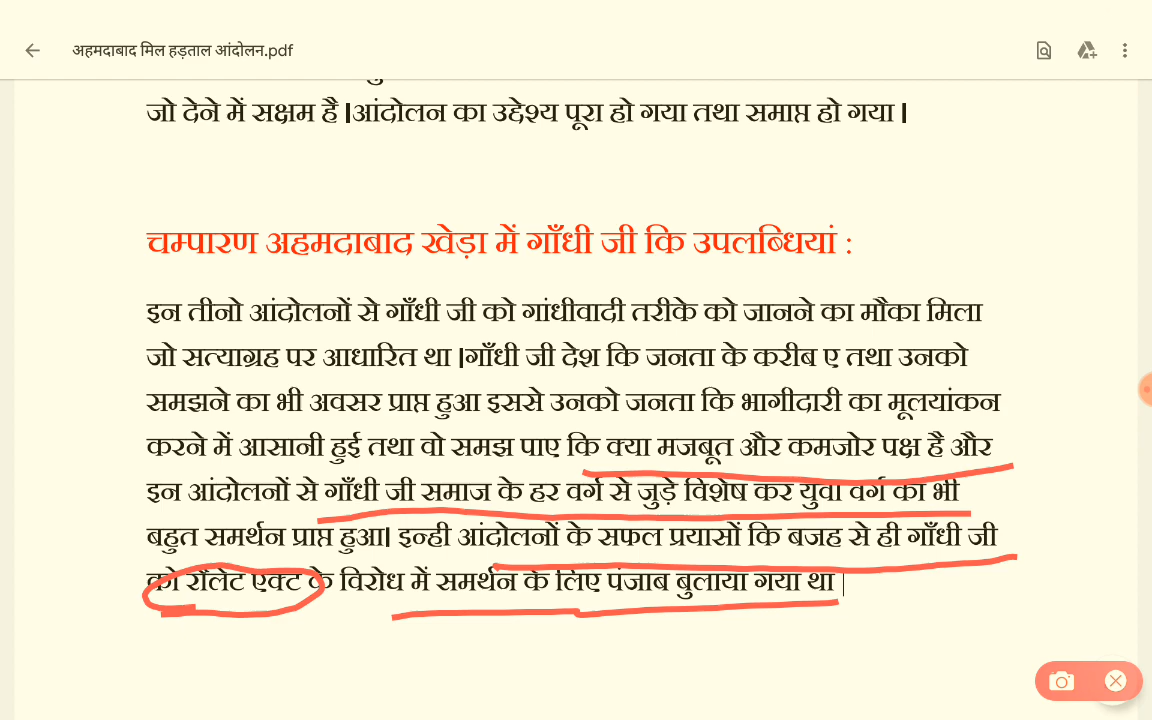 अहमदाबाद मिल हड़ताल आंदोलन.pdf
जो देने में सक्षम है |आंदोलन का उद्देश्य पूरा हो गया तथा समाप्त हो गया |
चम्पारण अहमदाबाद खेड़ा में गाँधी जी कि उपलब्धियां :
इन तीनो आंदोलनों से गाँधी जी को गांधीवादी तरीके को जानने का मौका मिला
जो सत्याग्रह पर आधारित था |गाँधी जी देश कि जनता के करीब ए तथा उनको
समझने का भी अवसर प्राप्त हुआ इससे उनको जनता कि भागीदारी का मूलयांकन
करने में आसानी हुई तथा वो समझ पाए कि क्या मजबूत और कमजोर पक्ष है और
इन आंदोलनों से गाँधी जी समाज के हर वर्ग से जुड़े विशेष कर युवा वर्ग का भी
बहुत समर्थन प्राप्त हुआ| इन्ही आंदोलनों के सफल प्रयासों कि बजह से ही गाँधी जी
को रौलेट एक्ट के विरोध में समर्थन के लिए पंजाब बुलाया गया था |